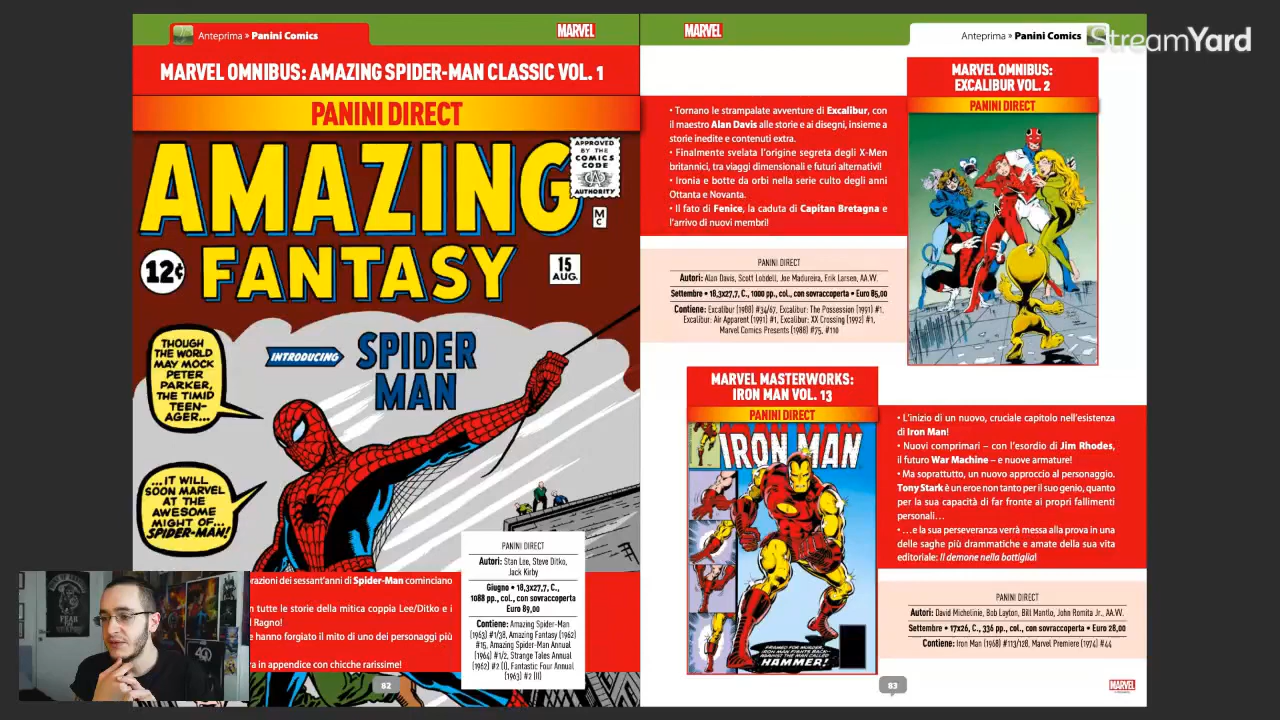 Anteprima » Panini Comics
MARVEL
MARVEL OMNIBUS: AMAZING SPIDER-MAN CLASSIC VOL. 1
PANINI DIRECT
AMAZING
FANTASY
APPROVED
BY THE
COMICS
CODE
AUTHORITY
MC
12¢
15
AUG.
INTRODUCING
SPIDER
MAN
THOUGH
THE WORLD
MAY MOCK
PETER
PARKER,
THE TIMID
TEEN-
AGER...
...IT WILL
SOON MARVEL
AT THE
AWESOME
MIGHT OF...
SPIDER-MAN!
razioni dei sessant'anni di Spider-Man cominciano
n tutte le storie della mitica coppia Lee/Ditko e i
l Ragno!
e hanno forgiato il mito di uno dei personaggi più
ra in appendice con chicche rarissime!
PANINI DIRECT
Autori: Stan Lee, Steve Ditko,
Jack Kirby
Giugno • 18,3x27,7, C.,
1088 pp., col., con sovraccoperta
Euro 89,00
Contiene: Amazing Spider-Man
(1963) #1/38, Amazing Fantasy (1962)
#15, Amazing Spider-Man Annual
(1964) #1/2, Strange Tales Annual
(1962) #2 (I), Fantastic Four Annual
(1963) #2 (II)
82
MARVEL
Anteprima » Panini Comics
StreamYard
MARVEL OMNIBUS:
EXCALIBUR VOL. 2
PANINI DIRECT
• Tornano le strampalate avventure di Excalibur, con
il maestro Alan Davis alle storie e ai disegni, insieme a
storie inedite e contenuti extra.
• Finalmente svelata l'origine segreta degli X-Men
britannici, tra viaggi dimensionali e futuri alternativi!
• Ironia e botte da orbi nella serie culto degli anni
Ottanta e Novanta.
• Il fato di Fenice, la caduta di Capitan Bretagna e
l'arrivo di nuovi membri!
PANINI DIRECT
Autori: Alan Davis, Scott Lobdell, Joe Madureira, Erik Larsen, AA.VV.
Settembre • 18,3x27,7, C., 1000 pp., col., con sovraccoperta • Euro 85,00
Contiene: Excalibur (1988) #34/67, Excalibur: The Possession (1991) #1,
Excalibur: Air Apparent (1991) #1, Excalibur: XX Crossing (1992) #1,
Marvel Comics Presents (1988) #75, #110
MARVEL MASTERWORKS:
IRON MAN VOL. 13
PANINI DIRECT
IRON MAN
FRAMED FOR MURDER,
IRON MAN FIGHTS BACK--
AGAINST THE MAN CALLED
HAMMER!
• L'inizio di un nuovo, cruciale capitolo nell'esistenza
di Iron Man!
• Nuovi comprimari – con l'esordio di Jim Rhodes,
il futuro War Machine – e nuove armature!
• Ma soprattutto, un nuovo approccio al personaggio.
Tony Stark è un eroe non tanto per il suo genio, quanto
per la sua capacità di far fronte ai propri fallimenti
personali…
• …e la sua perseveranza verrà messa alla prova in una
delle saghe più drammatiche e amate della sua vita
editoriale: Il demone nella bottiglia!
PANINI DIRECT
Autori: David Michelinie, Bob Layton, Bill Mantlo, John Romita Jr., AA.VV.
Settembre • 17x26, C., 336 pp., col., con sovraccoperta • Euro 28,00
Contiene: Iron Man (1968) #113/128, Marvel Premiere (1974) #44
83
MARVEL